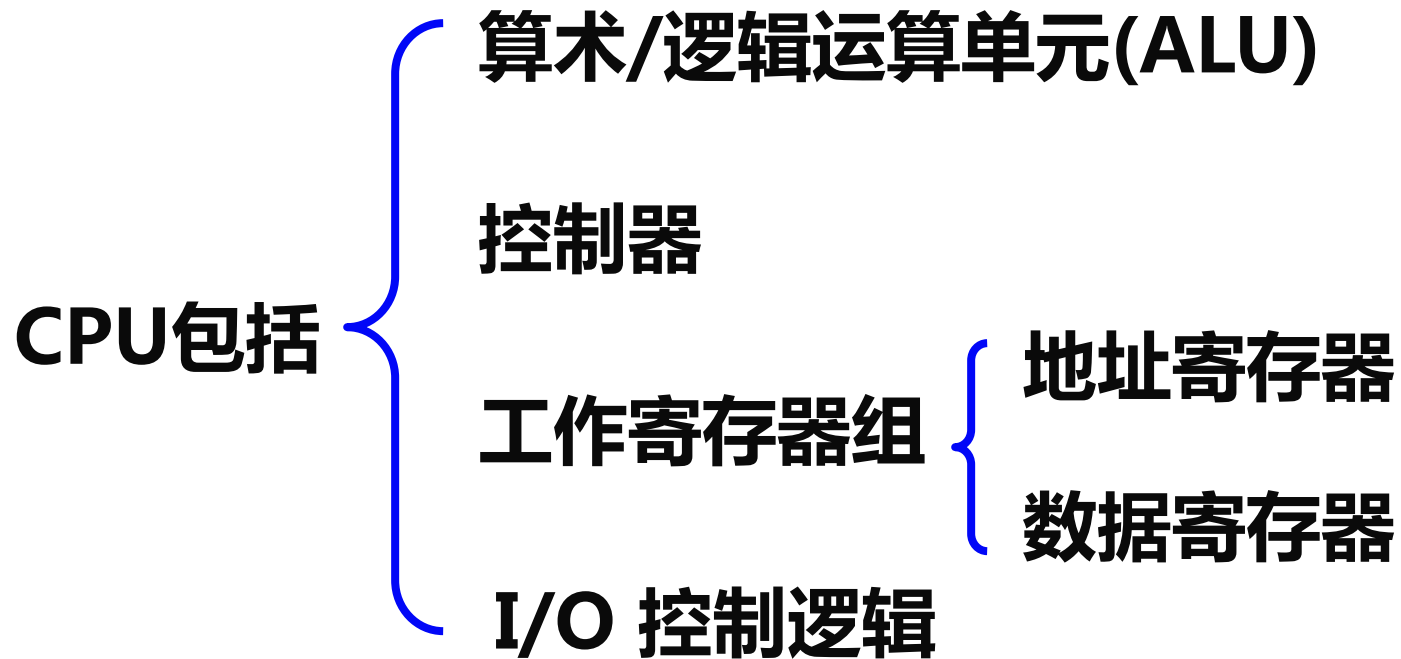 算术/逻辑运算单元(ALU)
控制器
CPU包括
工作寄存器组
地址寄存器
数据寄存器
I/O 控制逻辑